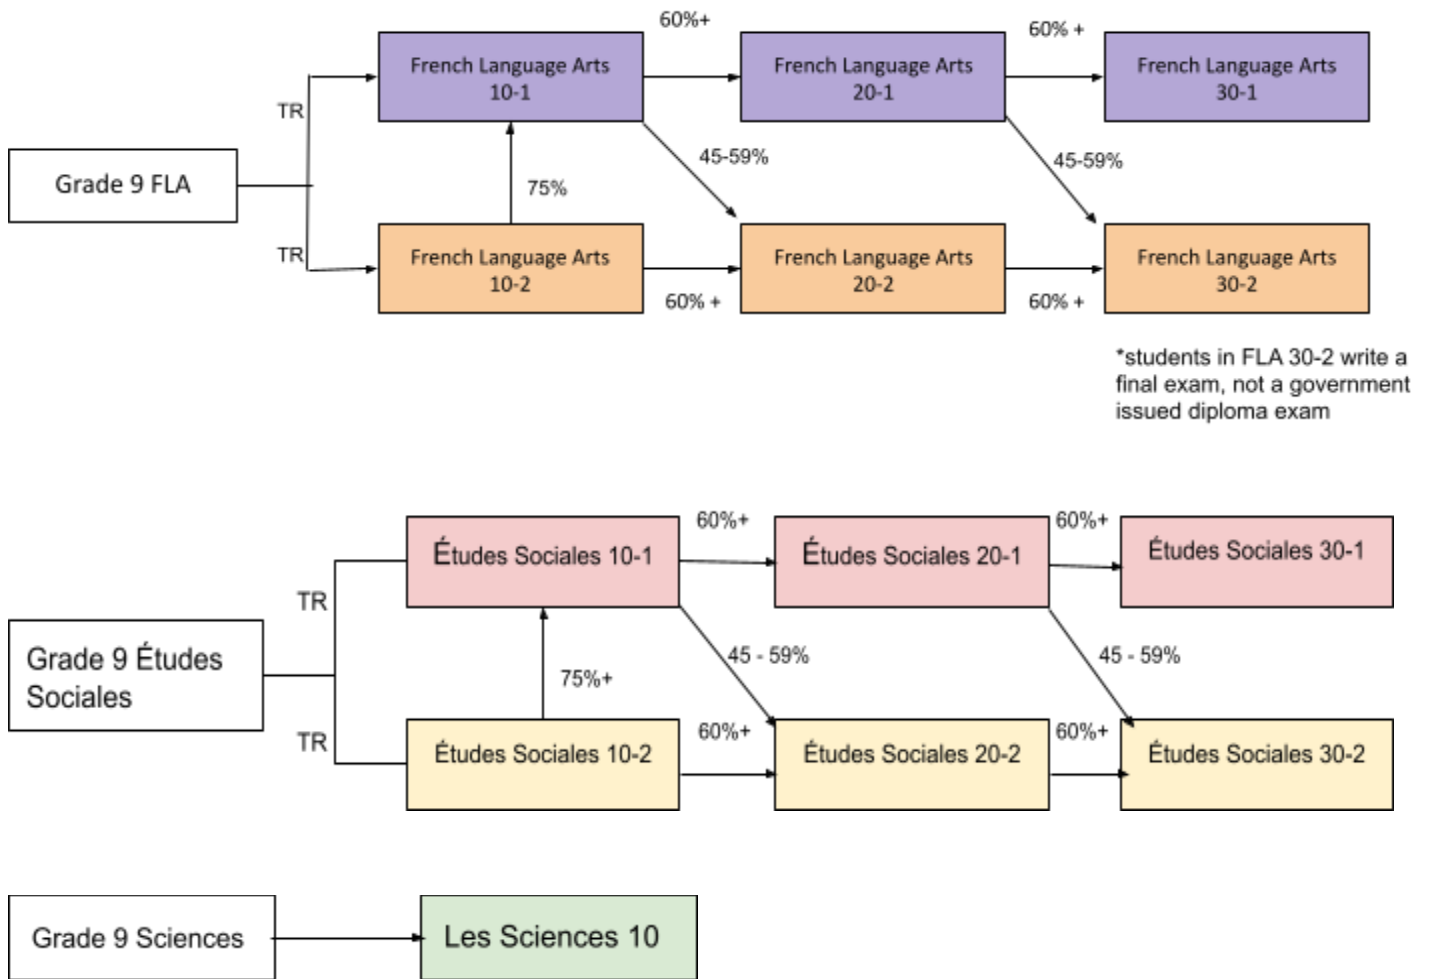 60%+
60% +
French Language Arts
10-1
French Language Arts
20-1
French Language Arts
30-1
TR
45-59%
45-59%
Grade 9 FLA
75%
TR
French Language Arts
10-2
French Language Arts
20-2
French Language Arts
30-2
60% +
60% +
*students in FLA 30-2 write a
final exam, not a government
issued diploma exam
60%+
60%+
Études Sociales 10-1
Études Sociales 20-1
Études Sociales 30-1
TR
Grade 9 Études
Sociales
45 - 59%
45 - 59%
75%+
TR
60%+
60%+
Études Sociales 10-2
Études Sociales 20-2
Études Sociales 30-2
Grade 9 Sciences
Les Sciences 10